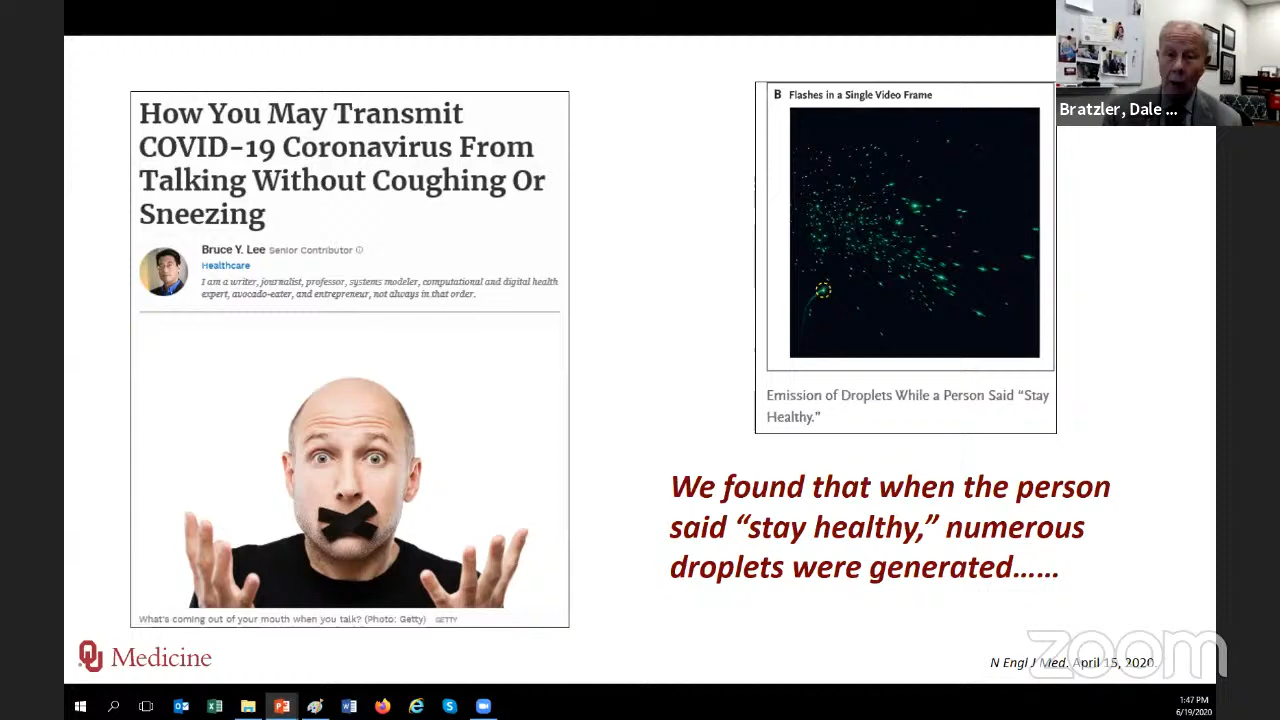 How You May Transmit
COVID-19 Coronavirus From
Talking Without Coughing Or
Sneezing
Bruce Y. Lee Senior Contributor
Healthcare
I am a writer, journalist, professor, systems modeler, computational and digital health
expert, avocado-eater, and entrepreneur, not always in that order.
What's coming out of your mouth when you talk? (Photo: Getty) GETTY
B Flashes in a Single Video Frame
Emission of Droplets While a Person Said “Stay
Healthy.”
Bratzler, Dale ...
We found that when the person
said “stay healthy,” numerous
droplets were generated……
OU Medicine
N Engl J Med. April 15, 2020.
zoom
1:47 PM
6/19/2020